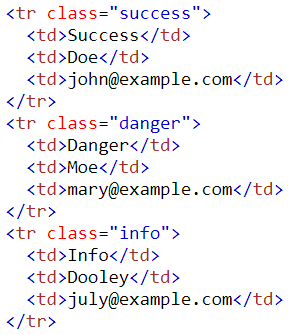 <tr class="success">
  <td>Success</td>
  <td>Doe</td>
  <td>john@example.com</td>
</tr>
<tr class="danger">
  <td>Danger</td>
  <td>Moe</td>
  <td>mary@example.com</td>
</tr>
<tr class="info">
  <td>Info</td>
  <td>Dooley</td>
  <td>july@example.com</td>
</tr>